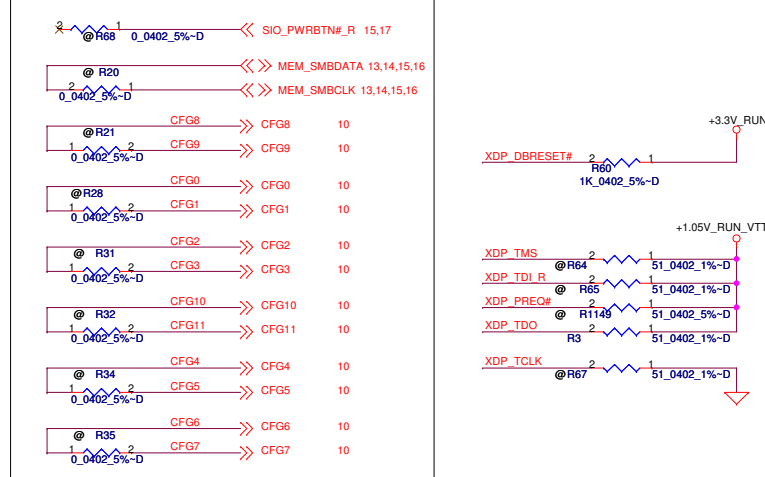 2 1
@R68 0_0402_5%~D SIO_PWRBTN#_R 15,17
MEM_SMBDATA 13,14,15,16
@ R20
2 1 MEM_SMBCLK 13,14,15,16
0_0402_5%~D
CFG8 CFG8 10
@R21
1 2 CFG9 CFG9 10
0_0402_5%~D
CFG0 CFG0 10
@R28
1 2 CFG1 CFG1 10
0_0402_5%~D
CFG2 CFG2 10
@ R31
1 2 CFG3 CFG3 10
0_0402_5%~D
CFG10 CFG10 10
@ R32
1 2 CFG11 CFG11 10
0_0402_5%~D
CFG4 CFG4 10
@ R34
1 2 CFG5 CFG5 10
0_0402_5%~D
CFG6 CFG6 10
@ R35
1 2 CFG7 CFG7 10
0_0402_5%~D
+3.3V_RUN
XDP_DBRESET# 2 1
R60
1K_0402_5%~D
+1.05V_RUN_VTT
XDP_TMS 2 1
@R64 51_0402_1%~D
XDP_TDI_R 2 1
@ R65 51_0402_1%~D
XDP_PREQ# 2 1
@ R1149 51_0402_5%~D
XDP_TDO 2 1
R3 51_0402_1%~D
XDP_TCLK 2 1
@R67 51_0402_1%~D